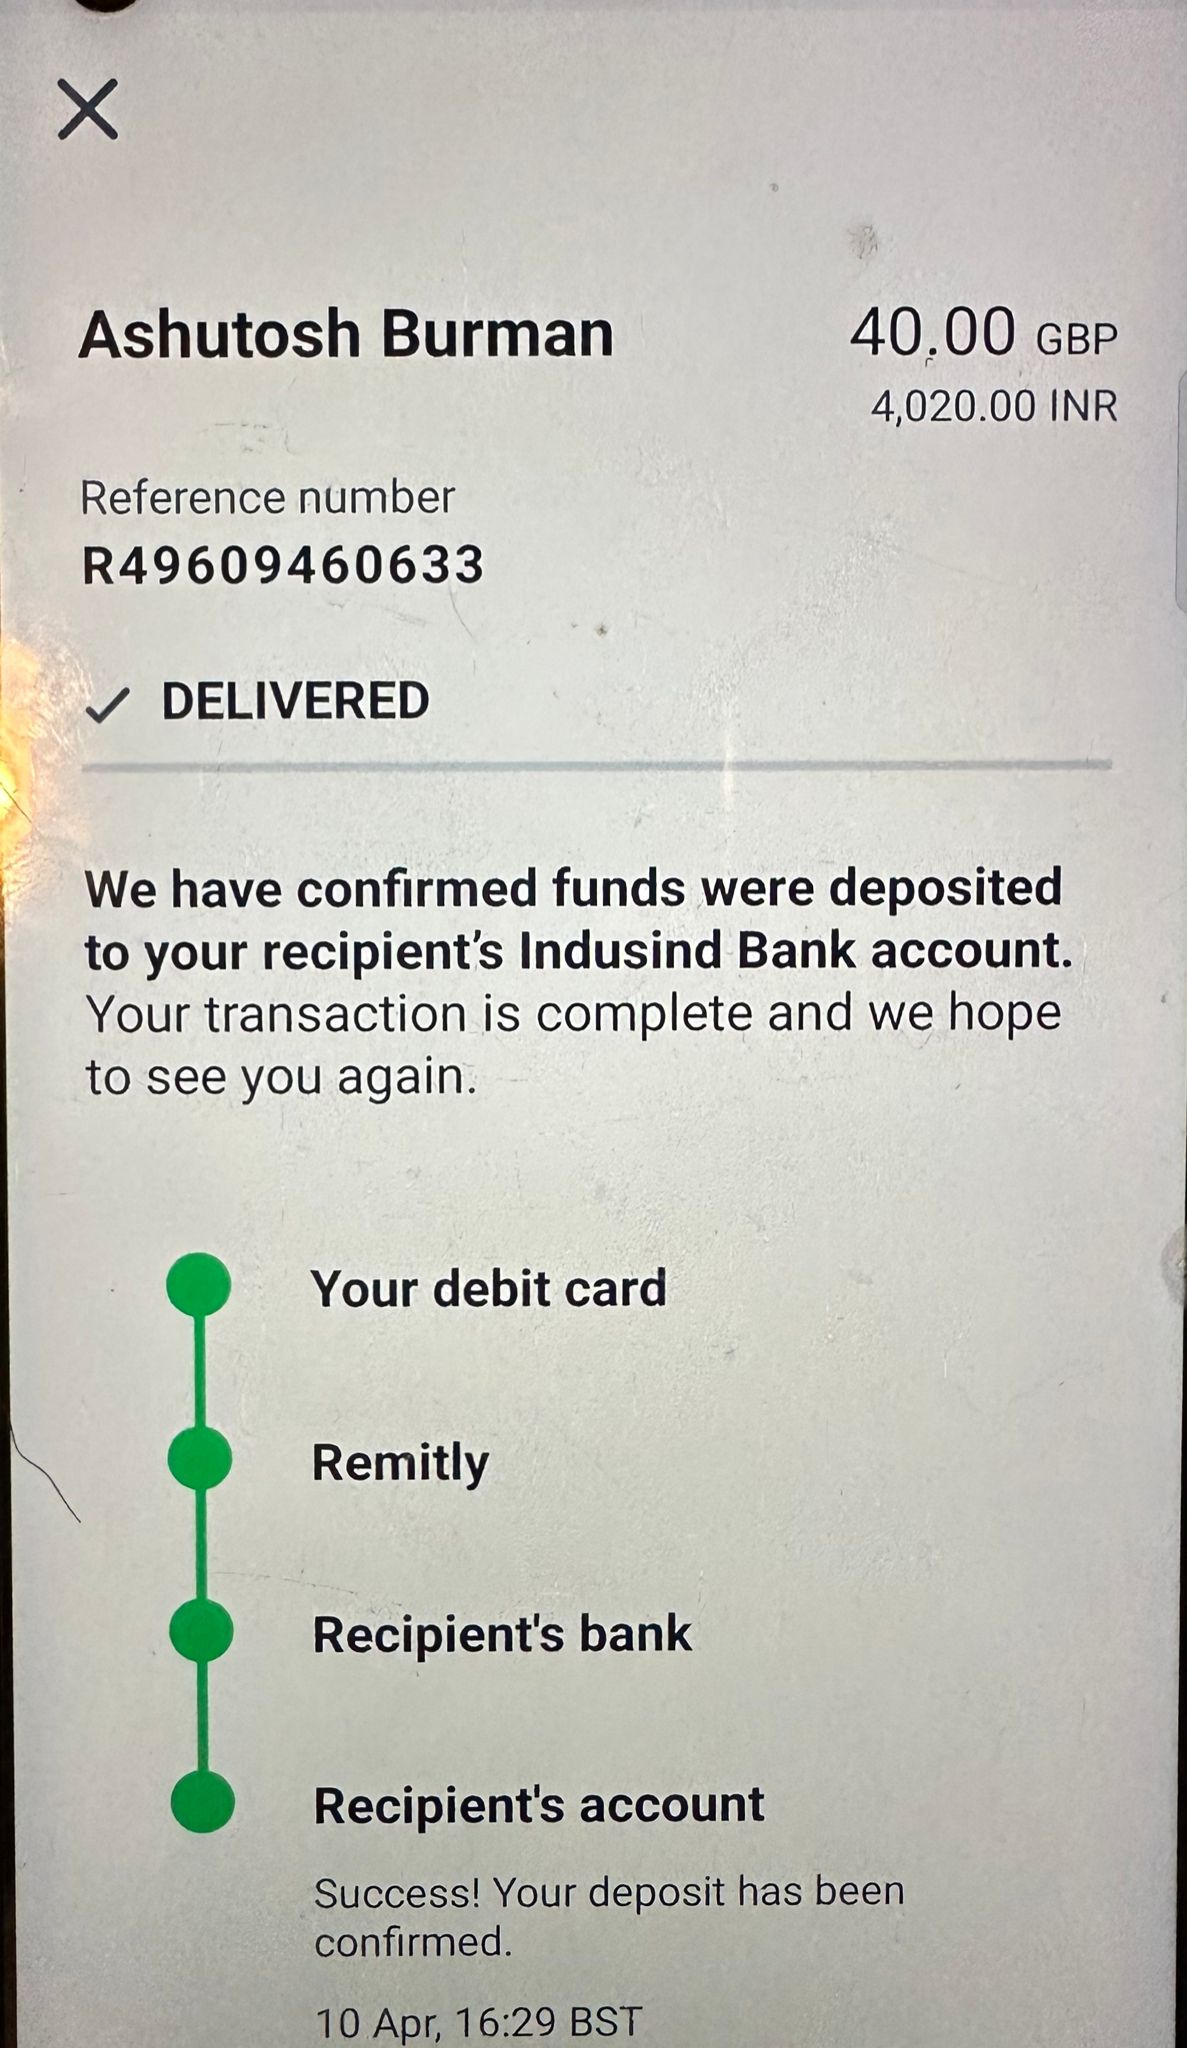 Ashutosh Burman
40.00 GBP
4,020.00 INR
Reference number
R49609460633
DELIVERED
We have confirmed funds were deposited
to your recipient's Indusind Bank account.
Your transaction is complete and we hope
to see you again.
Your debit card
Remitly
Recipient's bank
Recipient's account
Success! Your deposit has been
confirmed.
10 Apr, 16:29 BST